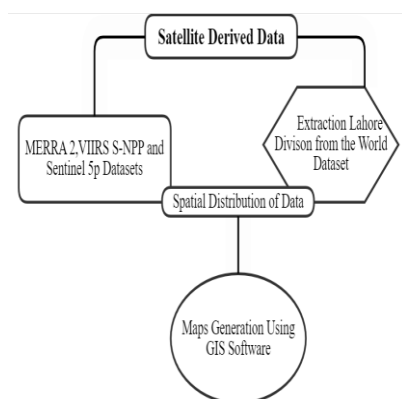 Satellite Derived Data
MERRA 2,VIIRS S-NPP and
Sentinel 5p Datasets
Extraction Lahore
Divison from the World
Dataset
Spatial Distribution of Data
Maps Generation Using
GIS Software